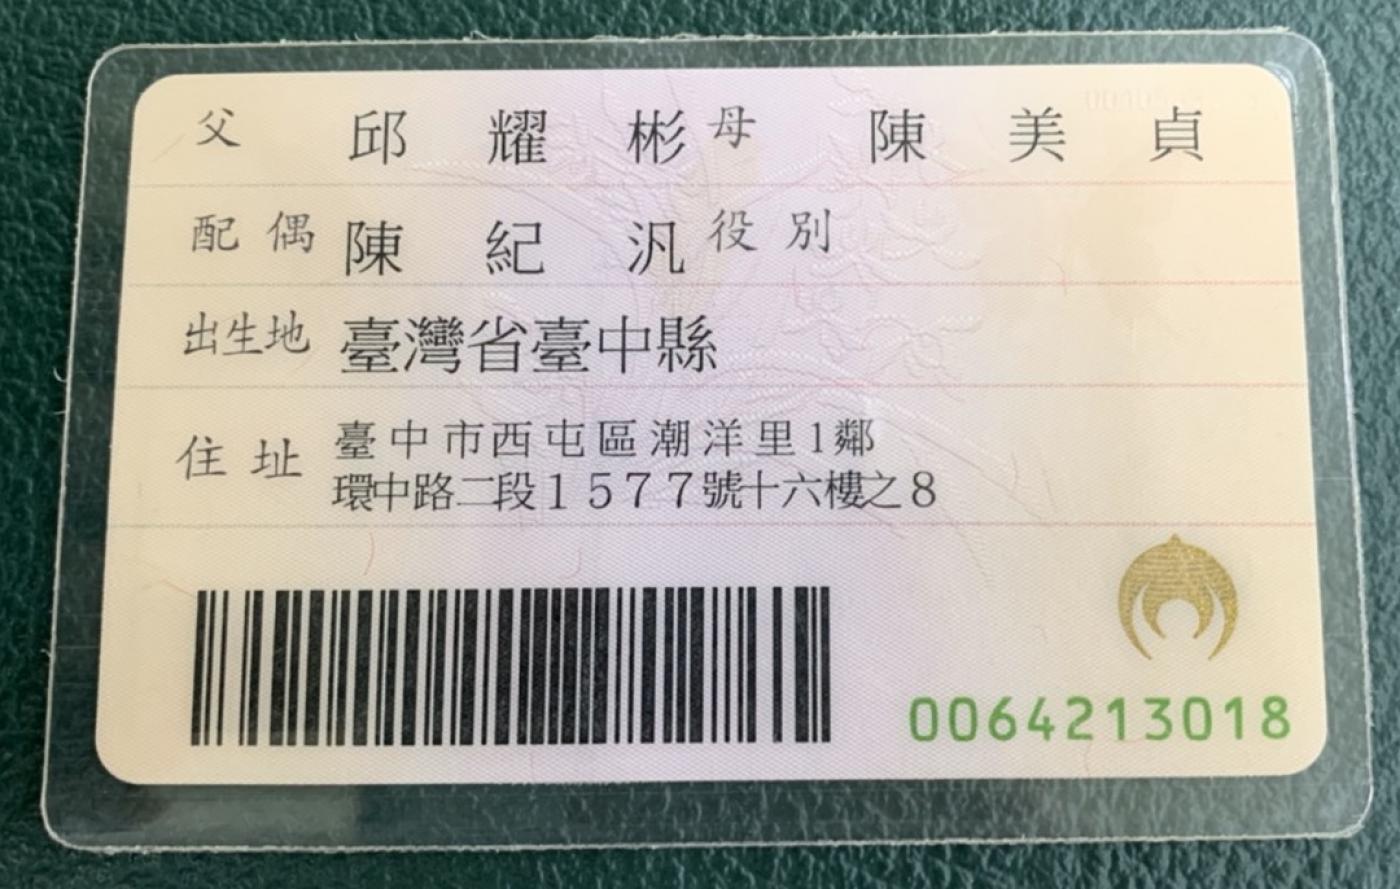 父 邱耀彬 母 陳美貞
配偶 陳紀汎 役別
出生地 臺灣省臺中縣
住址 臺中市西屯區潮洋里1鄰
環中路二段1577號十六樓之8
0064213018